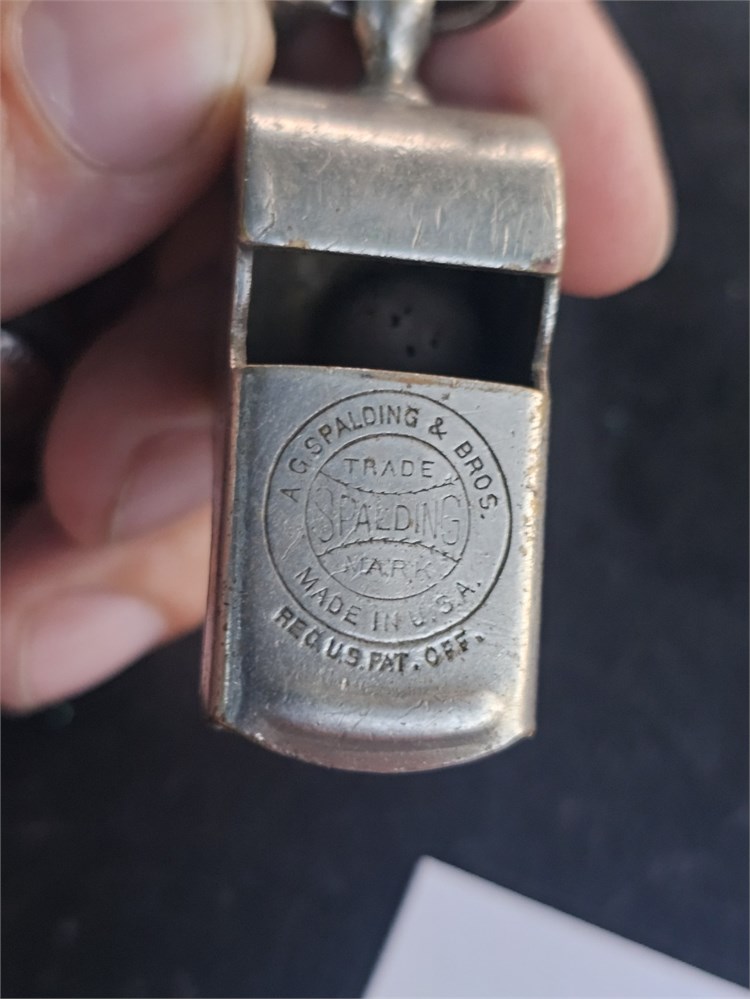 A.G. SPALDING & BROS.
TRADE
SPALDING
MARK
MADE IN U.S.A.
REG. U.S. PAT. OFF.